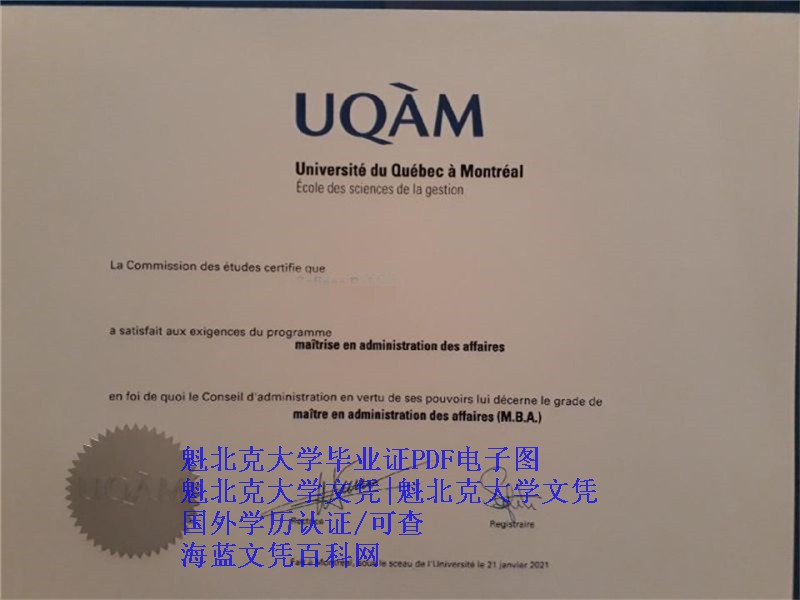 UQÀM
Université du Québec à Montréal
École des sciences de la gestion
La Commission des études certifie que
a satisfait aux exigences du programme
maîtrise en administration des affaires
en foi de quoi le Conseil d'administration en vertu de ses pouvoirs lui décerne le grade de
maître en administration des affaires (M.B.A.)
魁北克大学毕业证PDF电子图
魁北克大学文凭|魁北克大学文凭
国外学历认证/可查
Registraire
海蓝文凭百科网
le sceau de l'Université le 21 janvier 2021